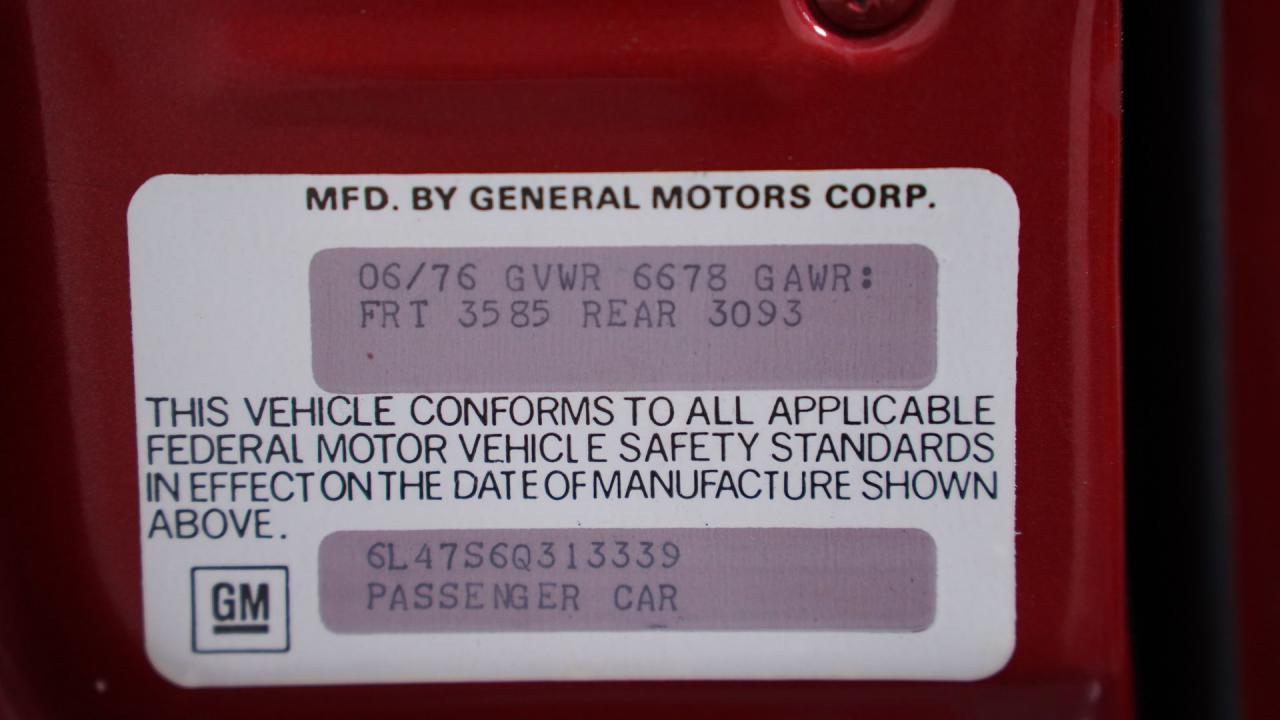 MFD. BY GENERAL MOTORS CORP.
06/76 GVWR 6678 GAWR:
FRT 3585 REAR 3093
THIS VEHICLE CONFORMS TO ALL APPLICABLE
FEDERAL MOTOR VEHICLE SAFETY STANDARDS
IN EFFECT ON THE DATE OF MANUFACTURE SHOWN
ABOVE.
6L47S6Q313339
PASSENGER CAR
GM